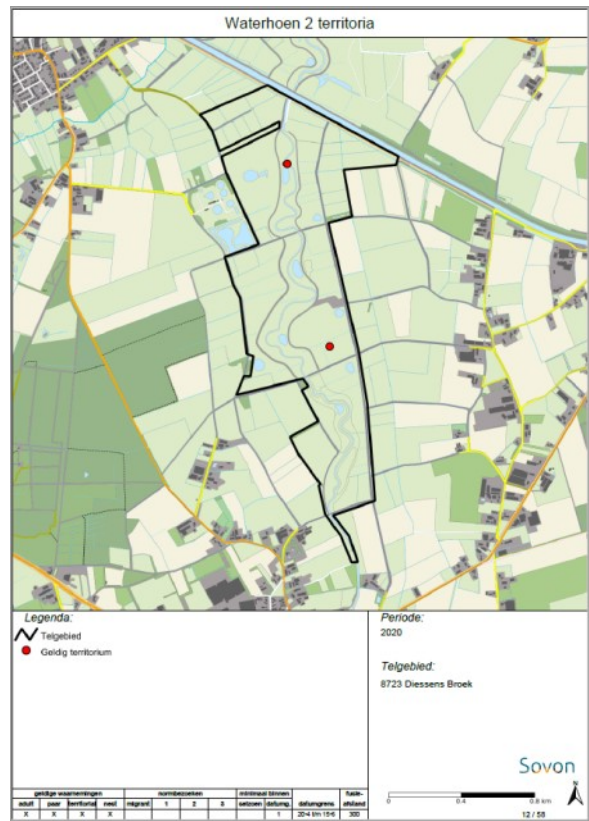 Waterhoen 2 territoria
Legenda:
Telgebied
Geldig territorium
Periode:
2020
Telgebied:
8723 Diessens Broek
Sovon
0 0.4 0.8 km
12 / 58
geldige waarnemingen normbezoeken minimaal binnen fusie-
adult paar territoriaal nest migrant 1 2 3 seizoen datumg. datumgrens afstand
X X X X 1 20-4 t/m 15-6 300